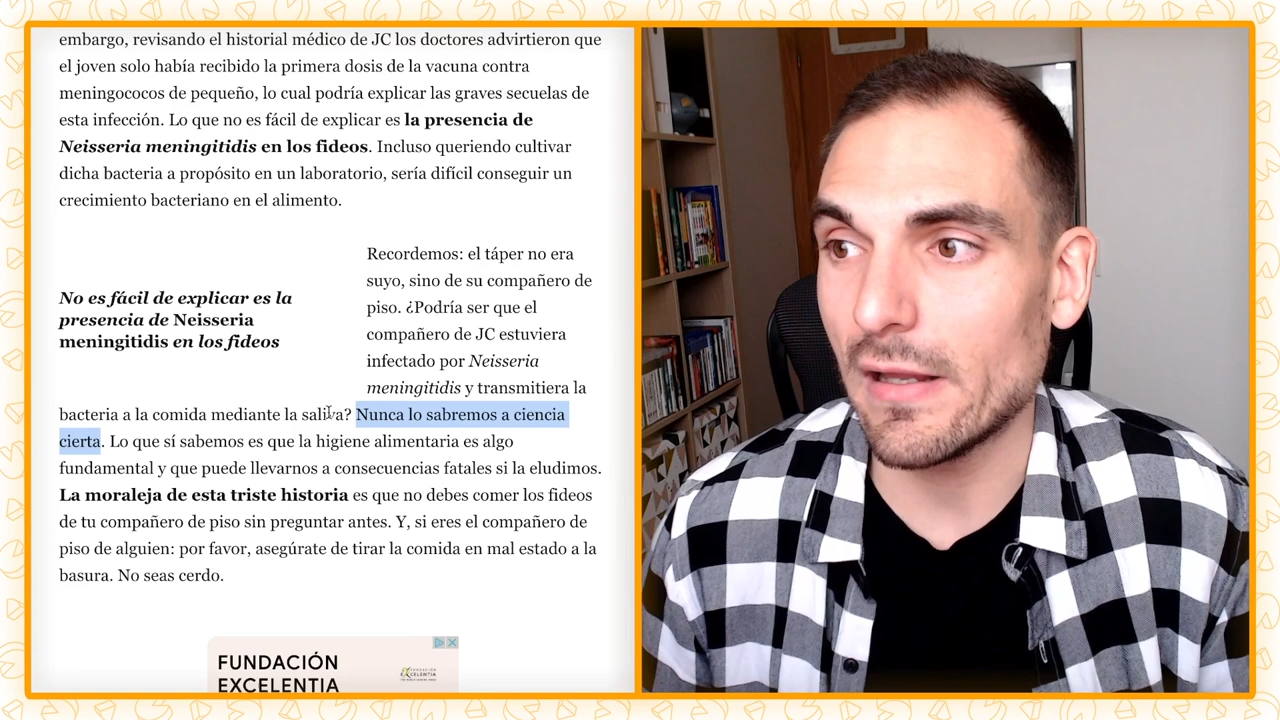 embargo, revisando el historial médico de JC los doctores advirtieron que
el joven solo había recibido la primera dosis de la vacuna contra
meningococos de pequeño, lo cual podría explicar las graves secuelas de
esta infección. Lo que no es fácil de explicar es la presencia de
Neisseria meningitidis en los fideos. Incluso queriendo cultivar
dicha bacteria a propósito en un laboratorio, sería difícil conseguir un
crecimiento bacteriano en el alimento.
No es fácil de explicar es la
presencia de Neisseria
meningitidis en los fideos
Recordemos: el táper no era
suyo, sino de su compañero de
piso. ¿Podría ser que el
compañero de JC estuviera
infectado por Neisseria
meningitidis y transmitiera la
bacteria a la comida mediante la saliva? Nunca lo sabremos a ciencia
cierta. Lo que sí sabemos es que la higiene alimentaria es algo
fundamental y que puede llevarnos a consecuencias fatales si la eludimos.
La moraleja de esta triste historia es que no debes comer los fideos
de tu compañero de piso sin preguntar antes. Y, si eres el compañero de
piso de alguien: por favor, asegúrate de tirar la comida en mal estado a la
basura. No seas cerdo.
FUNDACIÓN
EXCELENTIA